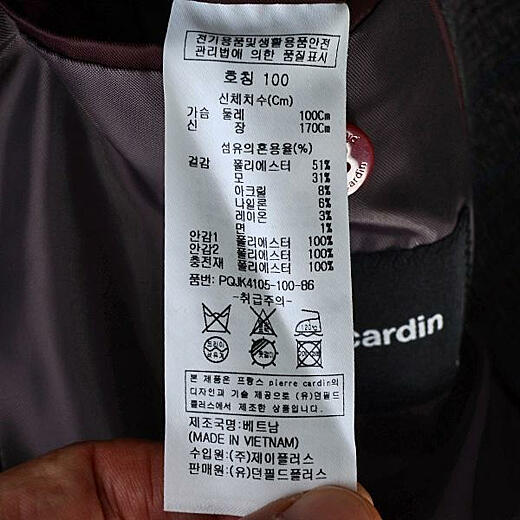 전기용품및생활용품안전
관리법에 의한 품질표시
호칭 100
신체치수(Cm)
가슴 둘레 100Cm
신 장 170Cm
섬유의혼용율(%)
겉감 폴리에스터 51%
모 31%
아크릴 8%
나일론 6%
레이온 3%
면 1%
안감1 폴리에스터 100%
안감2 폴리에스터 100%
충전재 폴리에스터 100%
품번: PQJK4105-100-86
-취급주의-
드라이
석유계
본 제품은 프랑스 pierre cardin의
디자인과 기술 제공으로 (유)던필드
플러스에서 제조한 상품입니다.
제조국명:베트남
(MADE IN VIETNAM)
수입원: (주)제이플러스
판매원: (유)던필드플러스
cardin
cardin